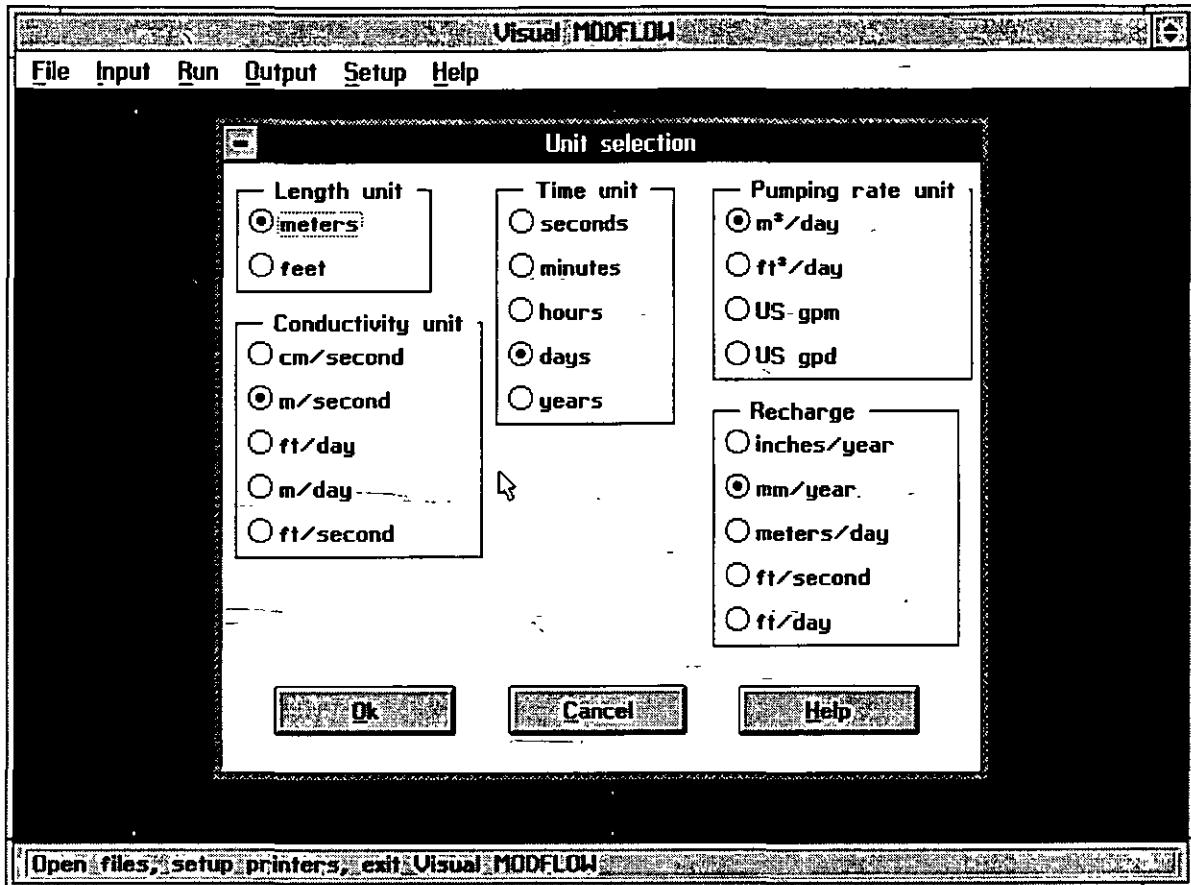 Visual MODFLOW
File Input Run Output Setup Help
Unit selection
Length unit
meters
feet
Conductivity unit
cm/second
m/second
ft/day
m/day
ft/second
Time unit
seconds
minutes
hours
days
years
Pumping rate unit
m³/day
ft³/day
US gpm
US gpd
Recharge
inches/year
mm/year
meters/day
ft/second
ft/day
Ok Cancel Help
Open files, setup printers, exit Visual MODFLOW